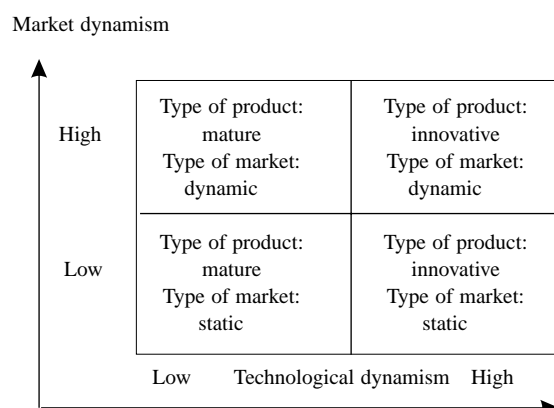 Market dynamism
High
Type of product:
mature
Type of market:
dynamic
Type of product:
innovative
Type of market:
dynamic
Low
Type of product:
mature
Type of market:
static
Type of product:
innovative
Type of market:
static
Low Technological dynamism High